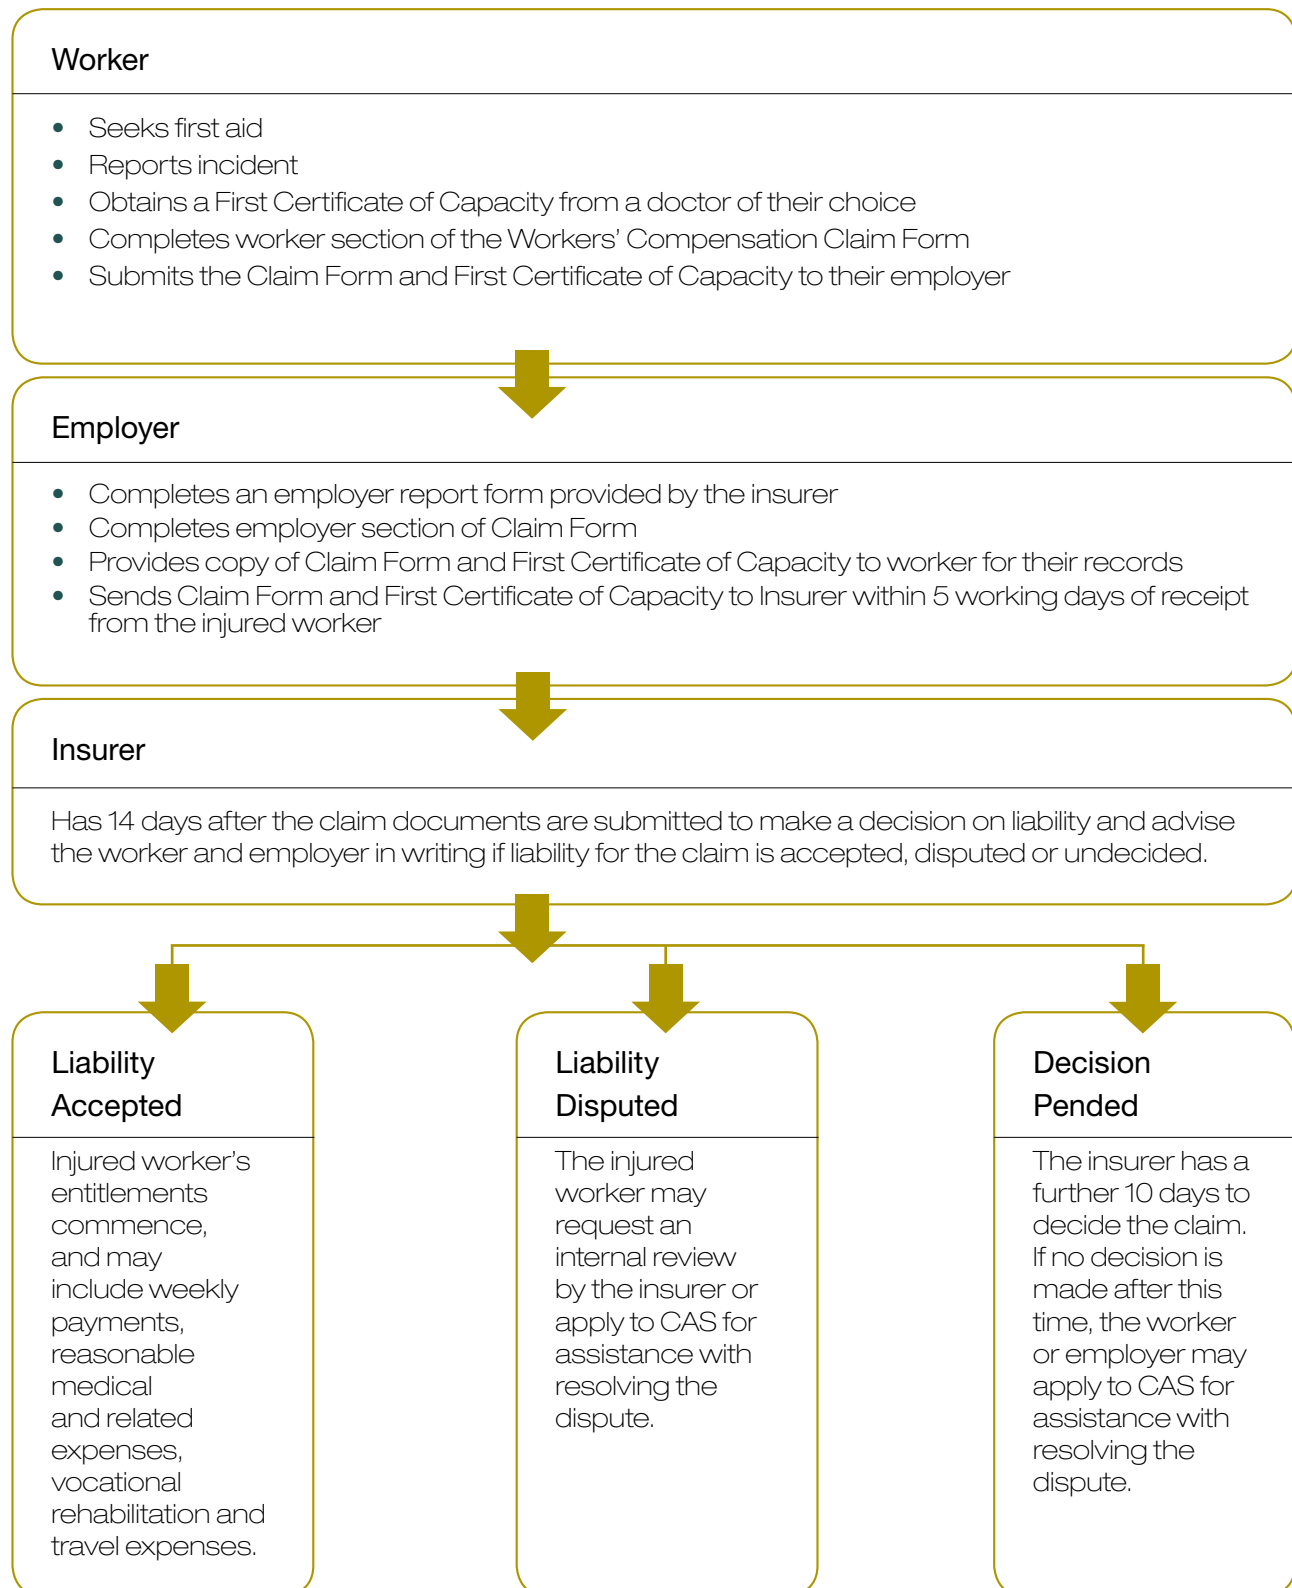 Worker
• Seeks first aid
• Reports incident
• Obtains a First Certificate of Capacity from a doctor of their choice
• Completes worker section of the Workers’ Compensation Claim Form
• Submits the Claim Form and First Certificate of Capacity to their employer
Employer
• Completes an employer report form provided by the insurer
• Completes employer section of Claim Form
• Provides copy of Claim Form and First Certificate of Capacity to worker for their records
• Sends Claim Form and First Certificate of Capacity to Insurer within 5 working days of receipt
from the injured worker
Insurer
Has 14 days after the claim documents are submitted to make a decision on liability and advise
the worker and employer in writing if liability for the claim is accepted, disputed or undecided.
Liability
Accepted
Injured worker’s
entitlements
commence,
and may
include weekly
payments,
reasonable
medical
and related
expenses,
vocational
rehabilitation and
travel expenses.
Liability
Disputed
The injured
worker may
request an
internal review
by the insurer or
apply to CAS for
assistance with
resolving the
dispute.
Decision
Pended
The insurer has a
further 10 days to
decide the claim.
If no decision is
made after this
time, the worker
or employer may
apply to CAS for
assistance with
resolving the
dispute.